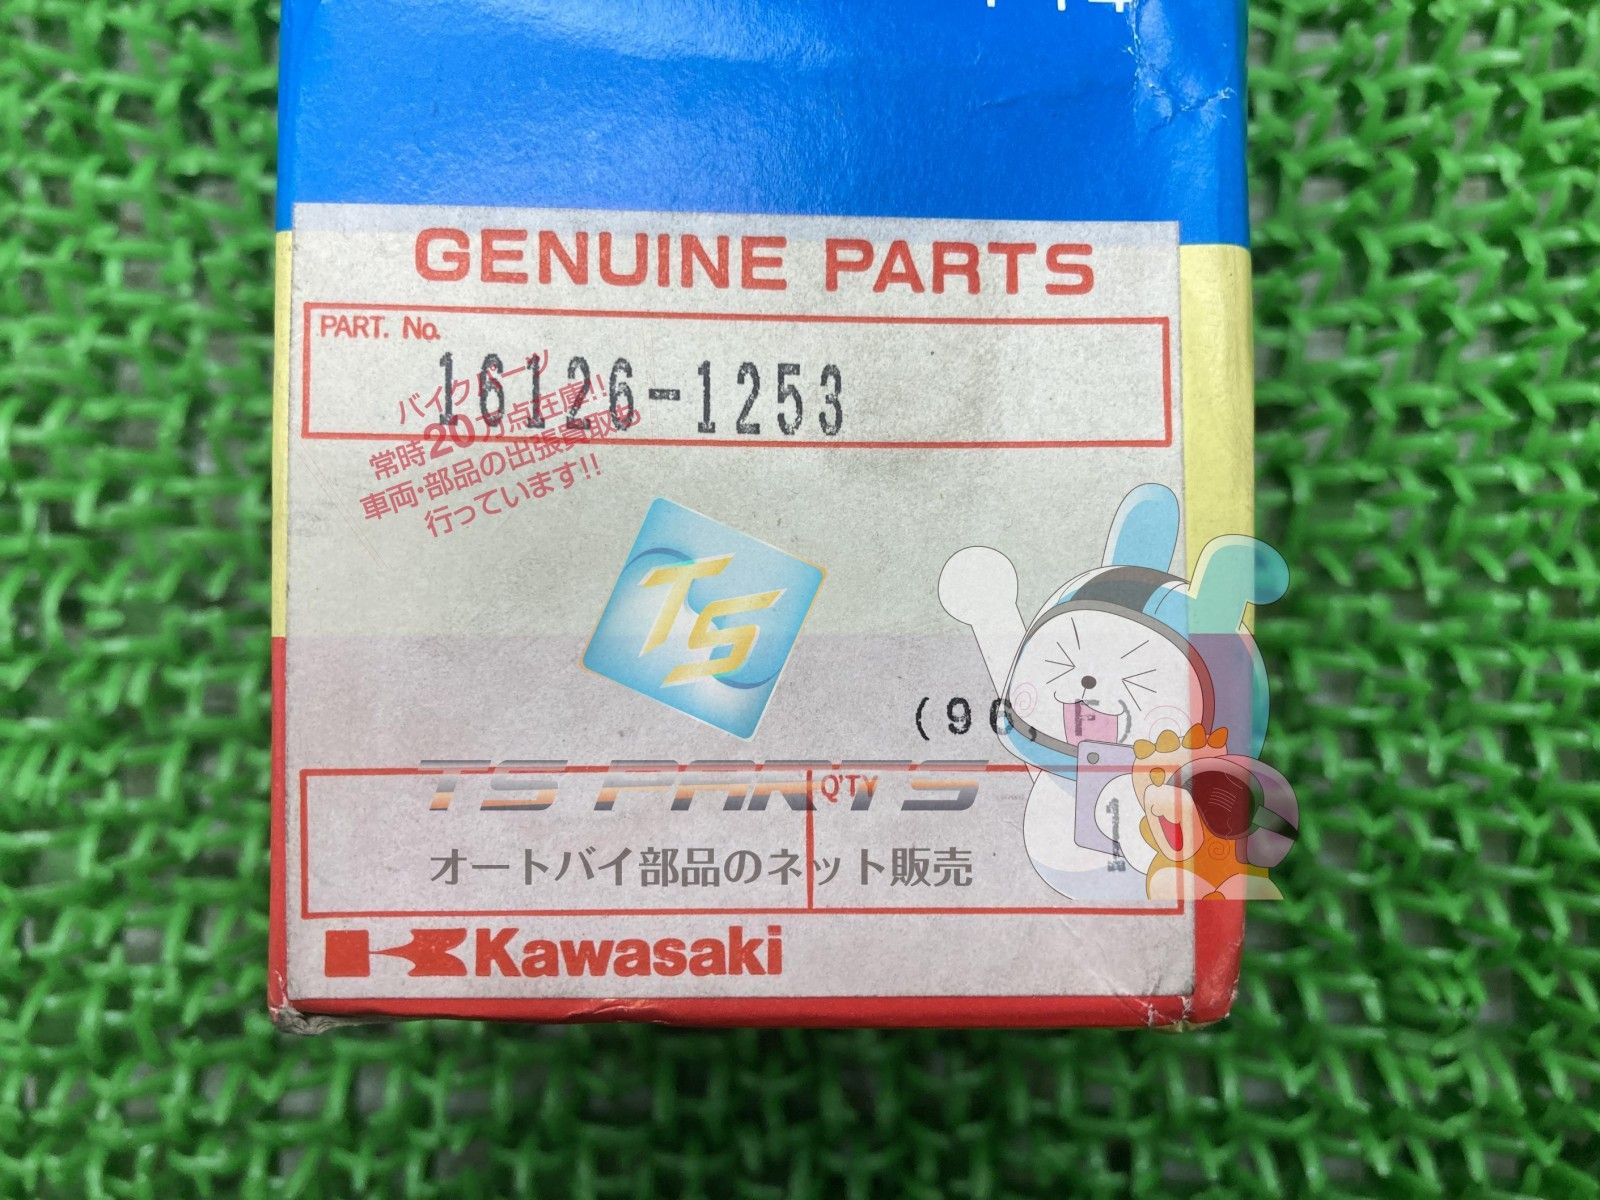 GENUINE PARTS
PART. No.
16126-1253
バイクパーツ
常時20万点在庫!!
車両・部品の出張買取も
行っています!!
TS
TS PARTS
Q'TY
1
オートバイ部品のネット販売
Kawasaki